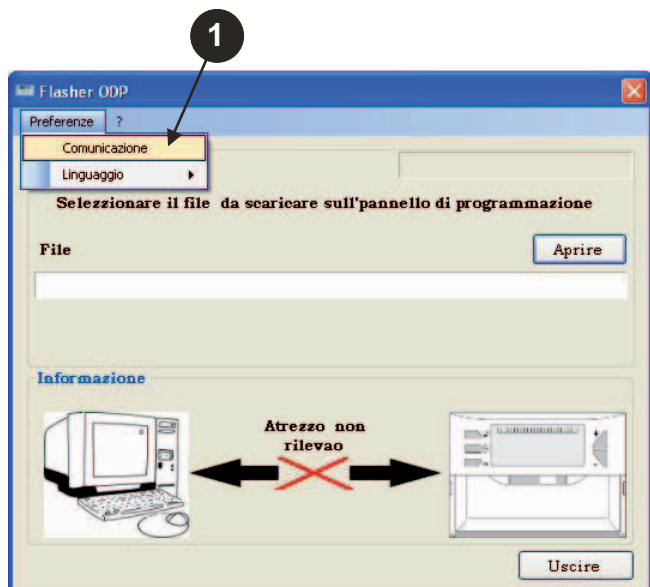 1
Flasher ODP
Preferenze ?
Comunicazione
Linguaggio
Selezzionare il file da scaricare sull'pannello di programmazione
File
Aprire
Informazione
Atrezzo non
rilevao
Uscire